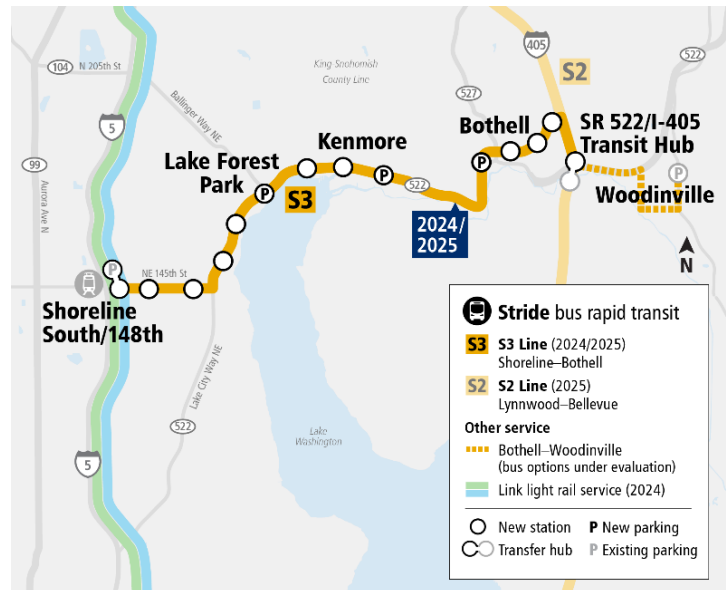 King-Snohomish
County Line
405
522
104
N 205th St
S2
Ballinger Way NE
527
5
Bothell
SR 522/I-405
Transit Hub
Kenmore
99
Lake Forest
Park
P
P
P
P
522
Woodinville
Aurora Ave N
S3
2024/
2025
N
P
NE 145th St
Shoreline
South/148th
Lake City Way NE
522
Lake
Washington
5
Stride bus rapid transit
S3
S3 Line (2024/2025)
Shoreline–Bothell
S2
S2 Line (2025)
Lynnwood–Bellevue
Other service
Bothell–Woodinville
(bus options under evaluation)
Link light rail service (2024)
New station
P New parking
Transfer hub
P Existing parking